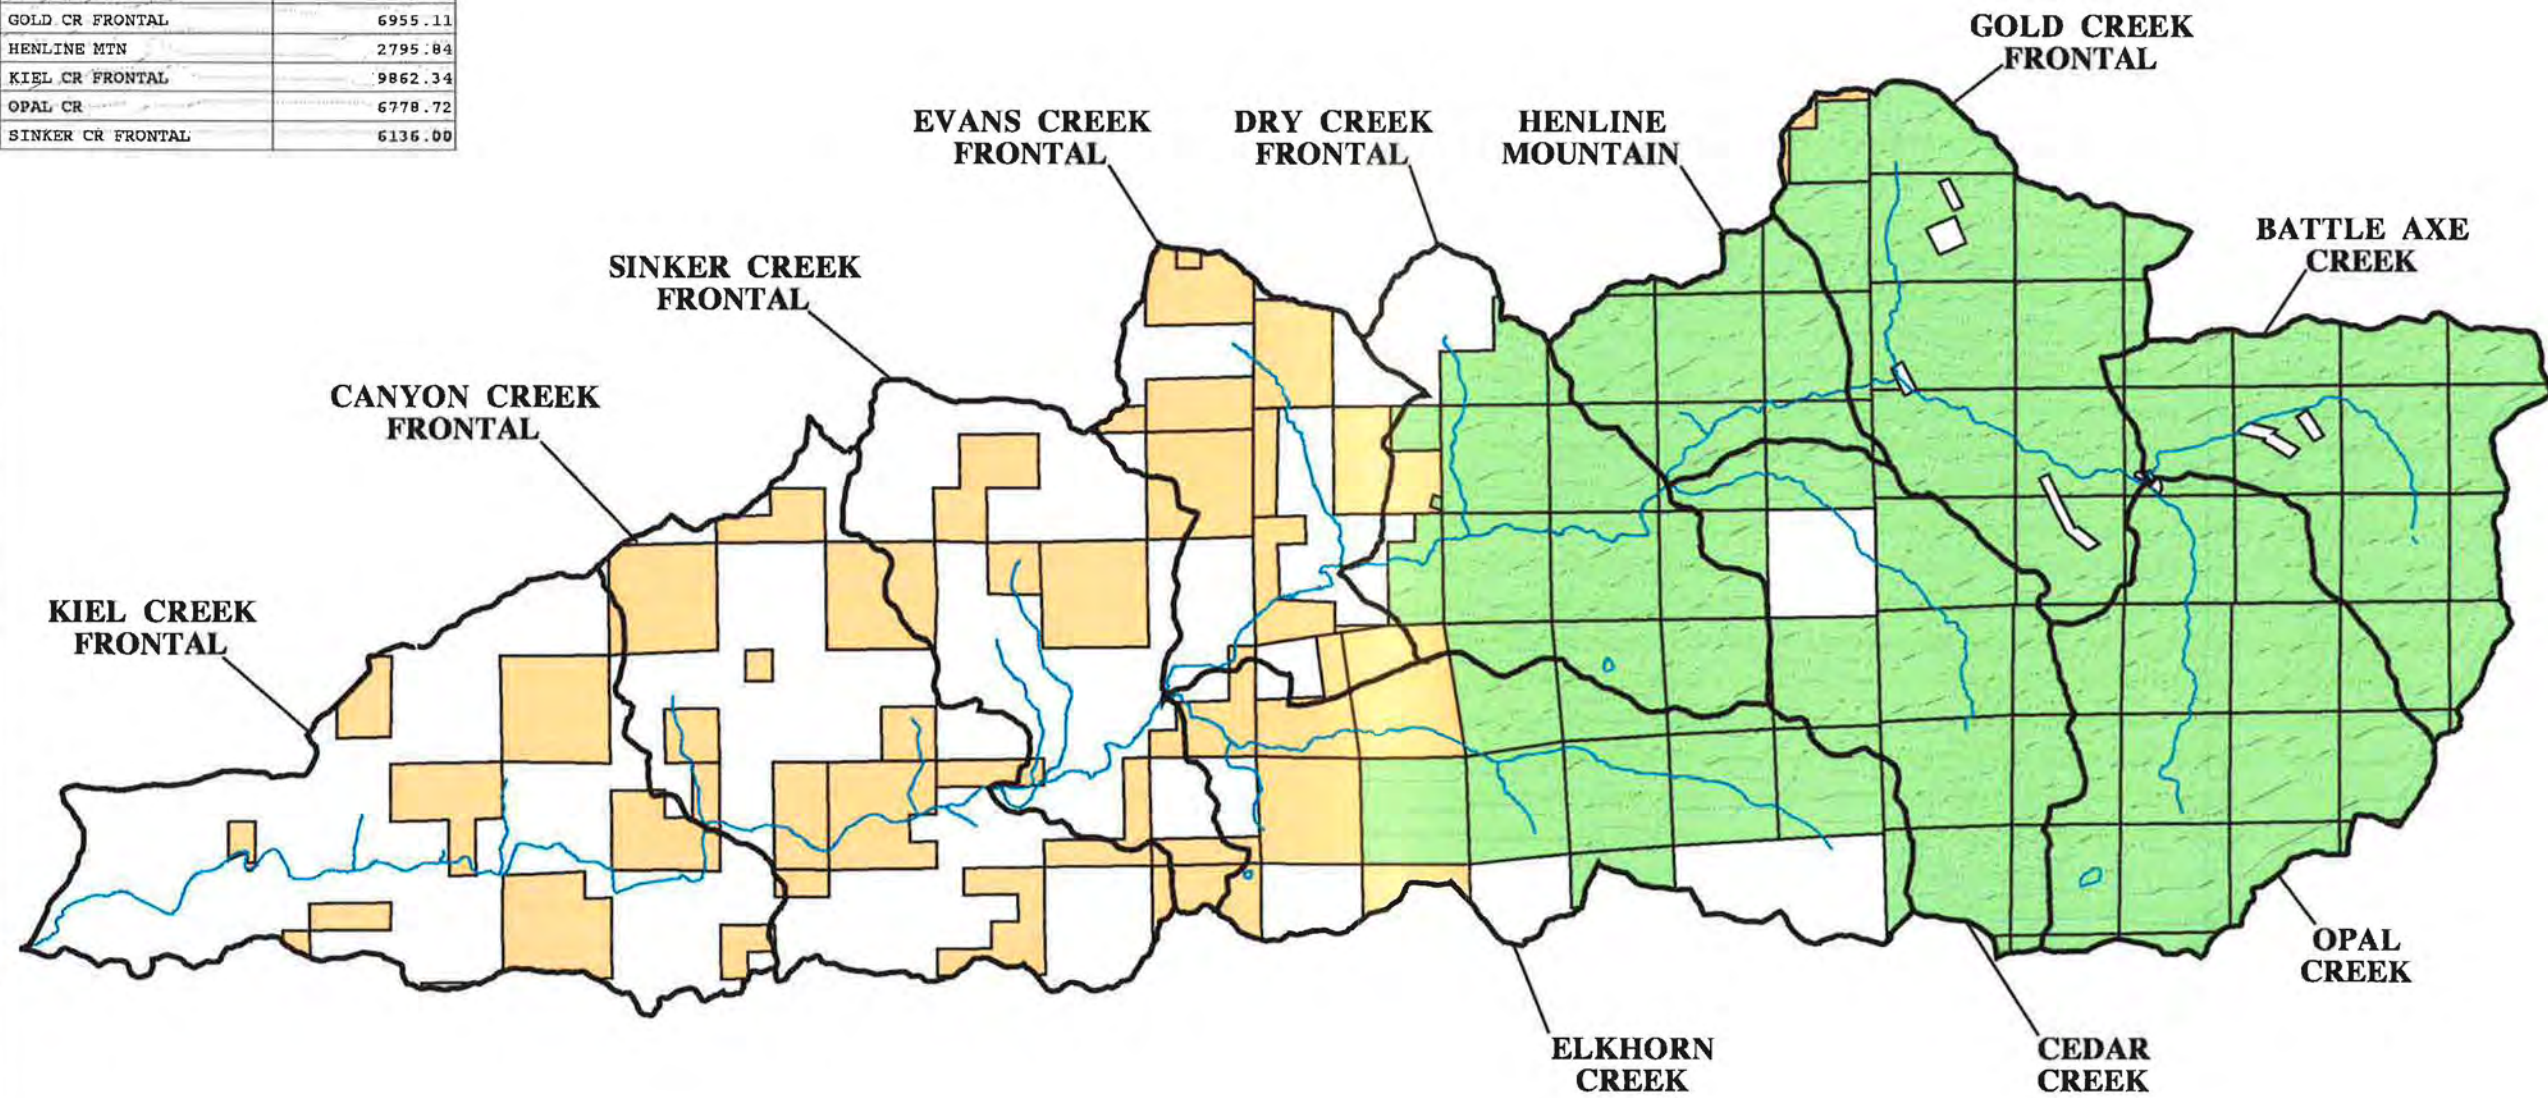 GOLD CR FRONTAL 6955.11
HENLINE MTN 2795.84
KIEL CR FRONTAL 9862.34
OPAL CR 6778.72
SINKER CR FRONTAL 6136.00
GOLD CREEK
FRONTAL
EVANS CREEK
FRONTAL
DRY CREEK
FRONTAL
HENLINE
MOUNTAIN
BATTLE AXE
CREEK
SINKER CREEK
FRONTAL
CANYON CREEK
FRONTAL
KIEL CREEK
FRONTAL
OPAL
CREEK
ELKHORN
CREEK
CEDAR
CREEK